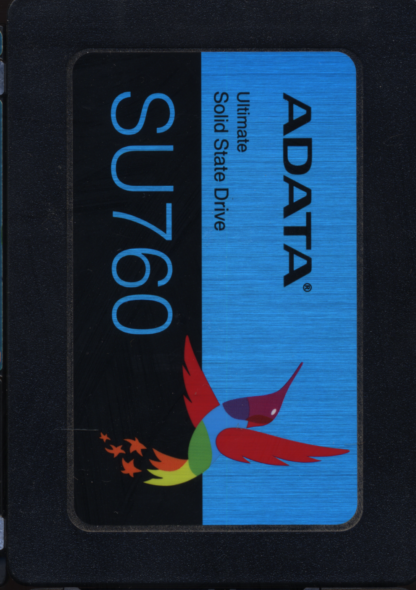 ADATA®
Ultimate
Solid State Drive
SU760